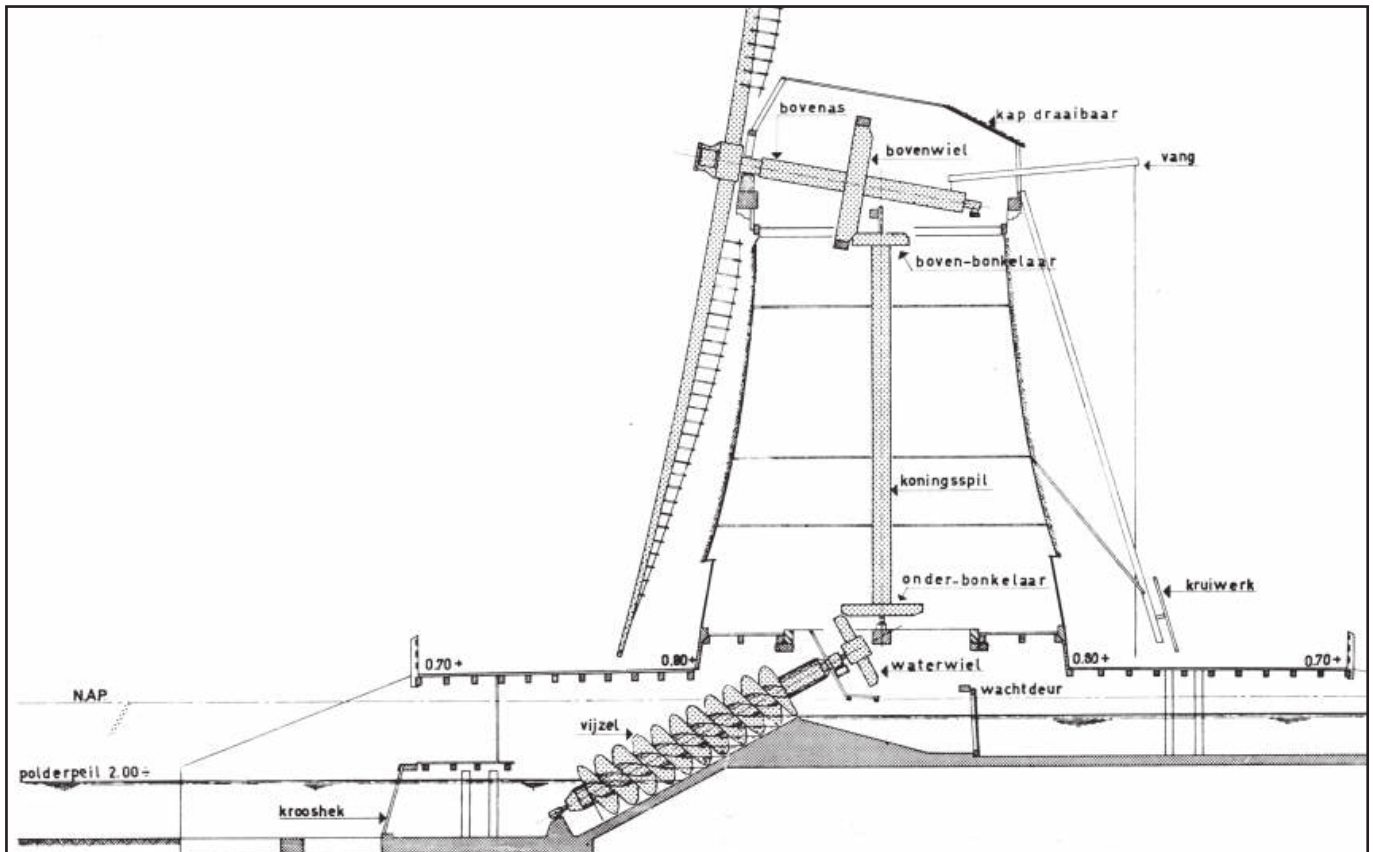 bovenas
kap draaibaar
bovenwiel
vang
boven-bonkelaar
koningsspil
onder-bonkelaar
kruiwerk
0.70+
0.80+
waterwiel
0.80+
0.70+
N.A.P.
wachtdeur
vijzel
polderpeil 2.00÷
krooshek